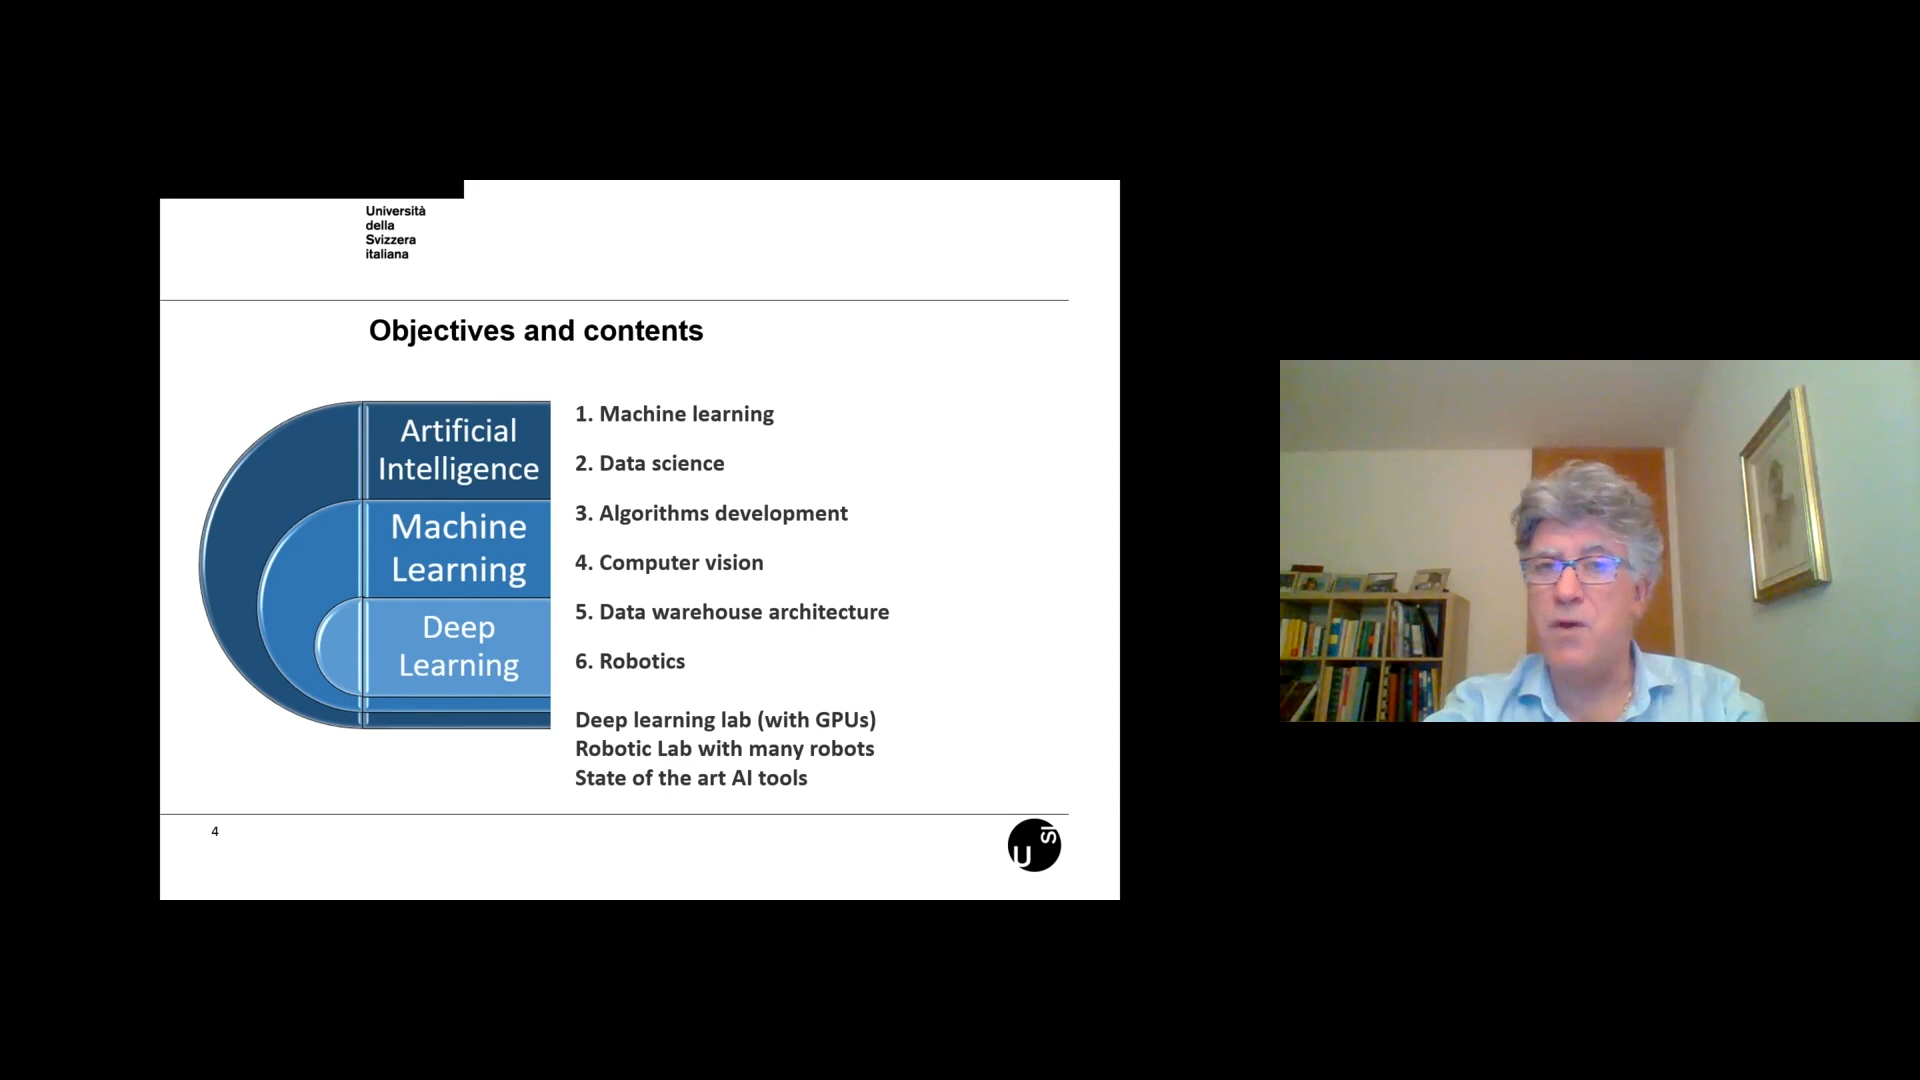 Università
della
Svizzera
italiana
Objectives and contents
Artificial
Intelligence
Machine
Learning
Deep
Learning
1. Machine learning
2. Data science
3. Algorithms development
4. Computer vision
5. Data warehouse architecture
6. Robotics
Deep learning lab (with GPUs)
Robotic Lab with many robots
State of the art AI tools
4
U SI